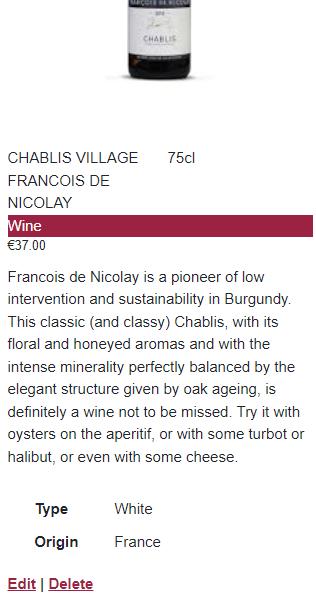 FRANÇOIS DE NICOLAY
CHABLIS
CHABLIS VILLAGE 75cl
FRANCOIS DE
NICOLAY
Wine
€37.00
Francois de Nicolay is a pioneer of low
intervention and sustainability in Burgundy.
This classic (and classy) Chablis, with its
floral and honeyed aromas and with the
intense minerality perfectly balanced by the
elegant structure given by oak ageing, is
definitely a wine not to be missed. Try it with
oysters on the aperitif, or with some turbot or
halibut, or even with some cheese.
Type White
Origin France
Edit | Delete